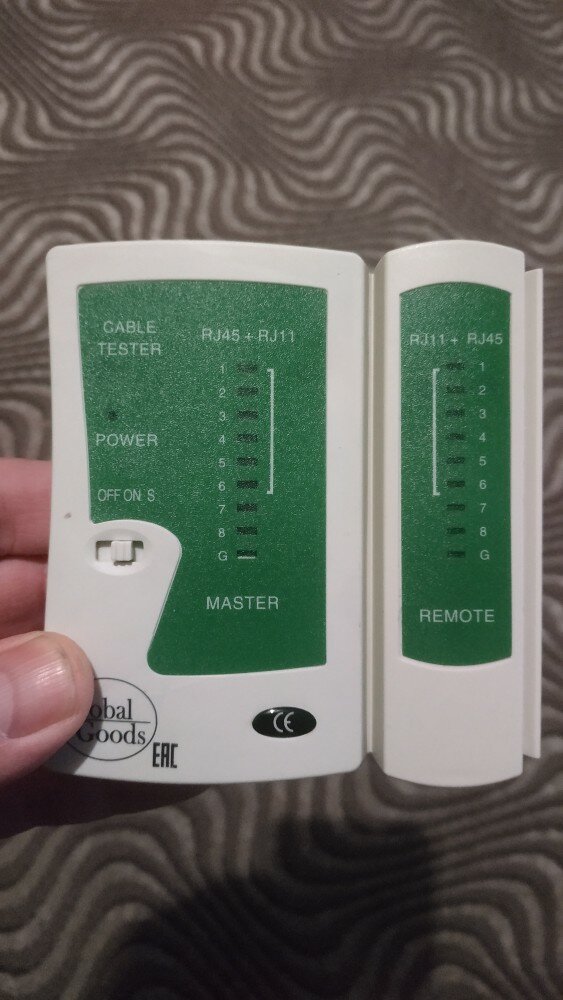 CABLE
TESTER
POWER
OFF ON S
RJ45 + RJ11
1
2
3
4
5
6
7
8
G
MASTER
RJ11 + RJ45
1
2
3
4
5
6
7
8
G
REMOTE
Goods
EAC
CE